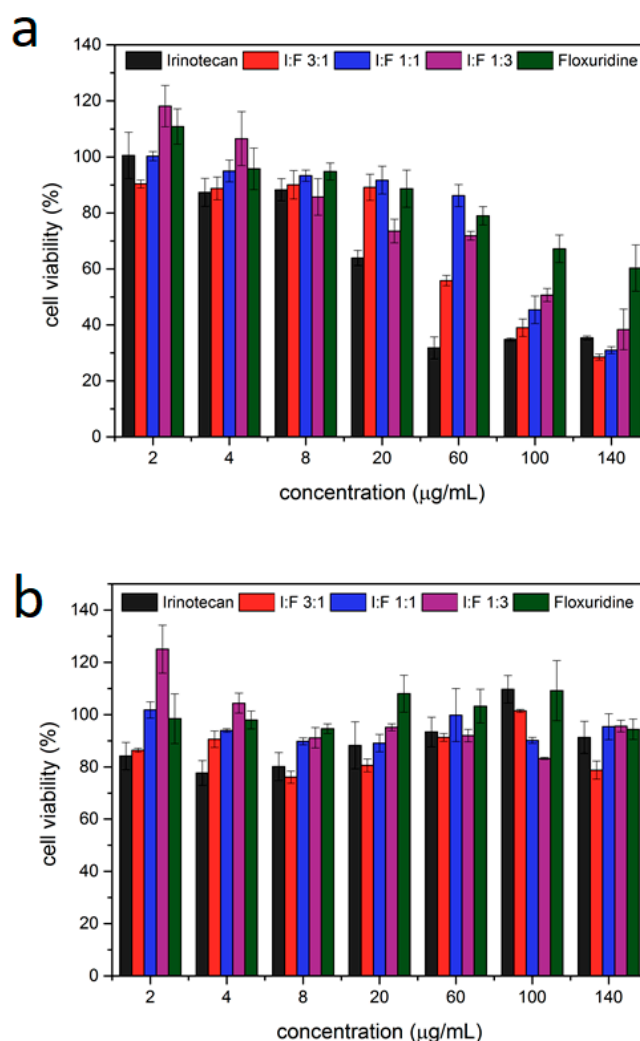 a
140
Irinotecan I:F 3:1 I:F 1:1 I:F 1:3 Floxuridine
120
100
80
60
40
20
0
cell viability (%)
2 4 8 20 60 100 140
concentration (μg/mL)
b
140
Irinotecan I:F 3:1 I:F 1:1 I:F 1:3 Floxuridine
120
100
80
60
40
20
0
cell viability (%)
2 4 8 20 60 100 140
concentration (μg/mL)